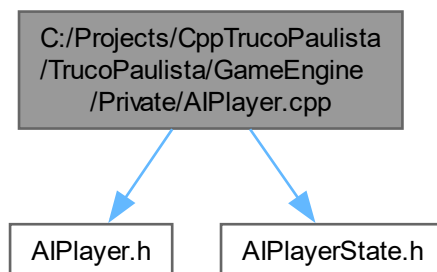 C:/Projects/CppTrucoPaulista
/TrucoPaulista/GameEngine
/Private/AIPlayer.cpp
AIPlayer.h
AIPlayerState.h